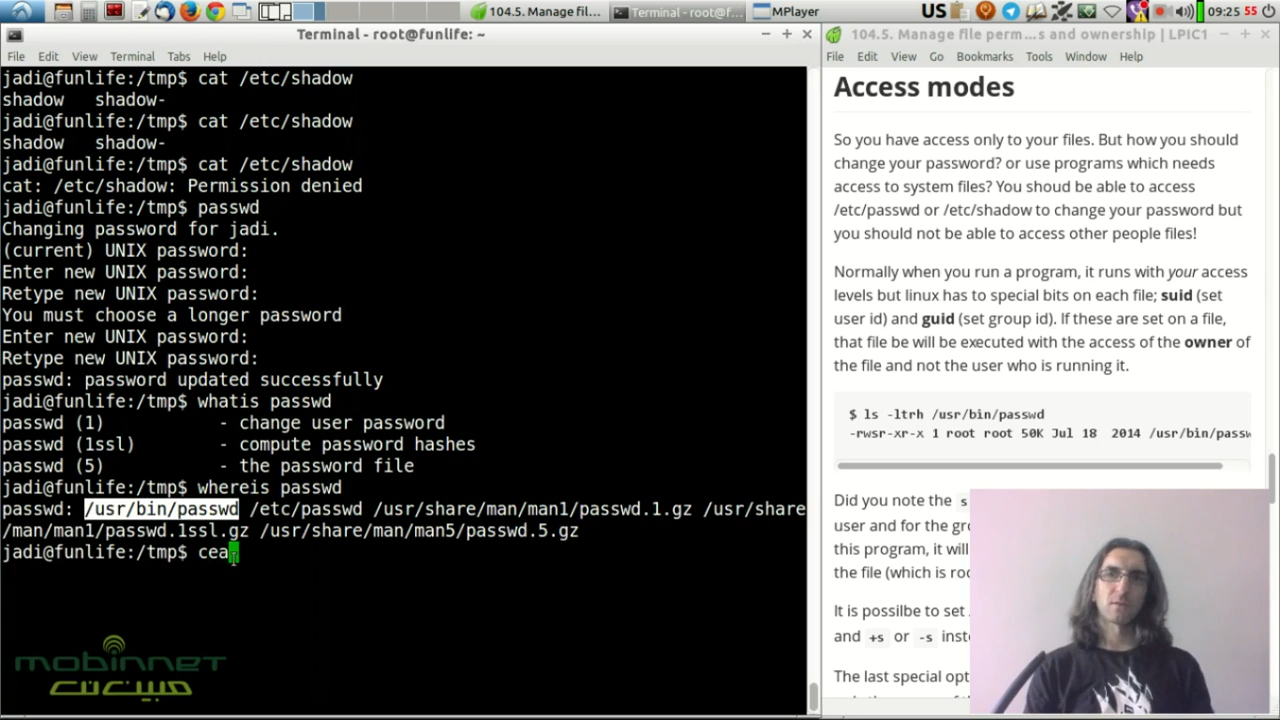 104.5. Manage fil...
Terminal - root@f...
MPlayer
US
09:25 55
Terminal - root@funlife: ~
File Edit View Terminal Tabs Help
jadi@funlife:/tmp$ cat /etc/shadow
shadow shadow-
jadi@funlife:/tmp$ cat /etc/shadow
shadow shadow-
jadi@funlife:/tmp$ cat /etc/shadow
cat: /etc/shadow: Permission denied
jadi@funlife:/tmp$ passwd
Changing password for jadi.
(current) UNIX password:
Enter new UNIX password:
Retype new UNIX password:
You must choose a longer password
Enter new UNIX password:
Retype new UNIX password:
passwd: password updated successfully
jadi@funlife:/tmp$ whatis passwd
passwd (1) - change user password
passwd (1ssl) - compute password hashes
passwd (5) - the password file
jadi@funlife:/tmp$ whereis passwd
passwd: /usr/bin/passwd /etc/passwd /usr/share/man/man1/passwd.1.gz /usr/share
/man/man1/passwd.1ssl.gz /usr/share/man/man5/passwd.5.gz
jadi@funlife:/tmp$ cea
mobinnet
مبین نت
104.5. Manage file perm...s and ownership | LPIC1
File Edit View Go Bookmarks Tools Window Help
Access modes
So you have access only to your files. But how you should
change your password? or use programs which needs
access to system files? You shoud be able to access
/etc/passwd or /etc/shadow to change your password but
you should not be able to access other people files!
Normally when you run a program, it runs with your access
levels but linux has to special bits on each file; suid (set
user id) and guid (set group id). If these are set on a file,
that file be will be executed with the access of the owner of
the file and not the user who is running it.
$ ls -ltrh /usr/bin/passwd
-rwsr-xr-x 1 root root 50K Jul 18 2014 /usr/bin/passw
Did you note the s
user and for the gro
this program, it will
the file (which is roo
It is possilbe to set
and +s or -s inste
The last special opt